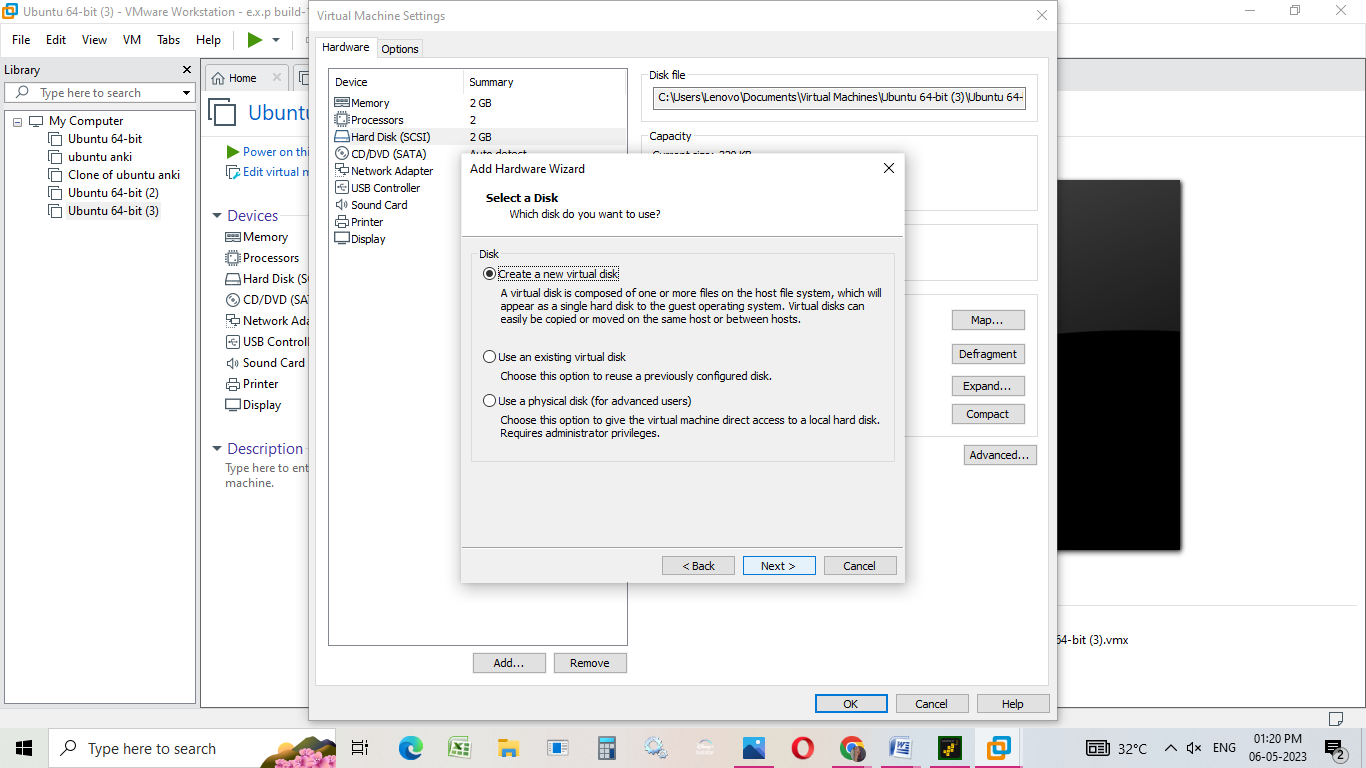 Ubuntu 64-bit (3) - VMware Workstation - e.x.p build-
File Edit View VM Tabs Help
Library
Type here to search
My Computer
Ubuntu 64-bit
ubuntu anki
Clone of ubuntu anki
Ubuntu 64-bit (2)
Ubuntu 64-bit (3)
Home
Power on
Edit virtual
Devices
Memory
Processors
Hard Disk
CD/DVD
Network
USB
Sound Card
Printer
Display
Description
Type here to
machine.
Virtual Machine Settings
Hardware Options
Device Summary
Memory 2 GB
Processors 2
Hard Disk (SCSI) 2 GB
CD/DVD (SATA) Auto detect
Network Adapter
USB Controller
Sound Card
Printer
Display
Add... Remove
Disk file
C:\Users\Lenovo\Documents\Virtual Machines\Ubuntu 64-bit (3)\Ubuntu 64-
Capacity
Current size: 320 KB
Map...
Defragment
Expand...
Compact
Advanced...
OK Cancel Help
Add Hardware Wizard
Select a Disk
Which disk do you want to use?
Disk
Create a new virtual disk
A virtual disk is composed of one or more files on the host file system, which will
appear as a single hard disk to the guest operating system. Virtual disks can
easily be copied or moved on the same host or between hosts.
Use an existing virtual disk
Choose this option to reuse a previously configured disk.
Use a physical disk (for advanced users)
Choose this option to give the virtual machine direct access to a local hard disk.
Requires administrator privileges.
< Back Next > Cancel
64-bit (3).vmx
Type here to search
32°C
ENG
01:20 PM
06-05-2023
2